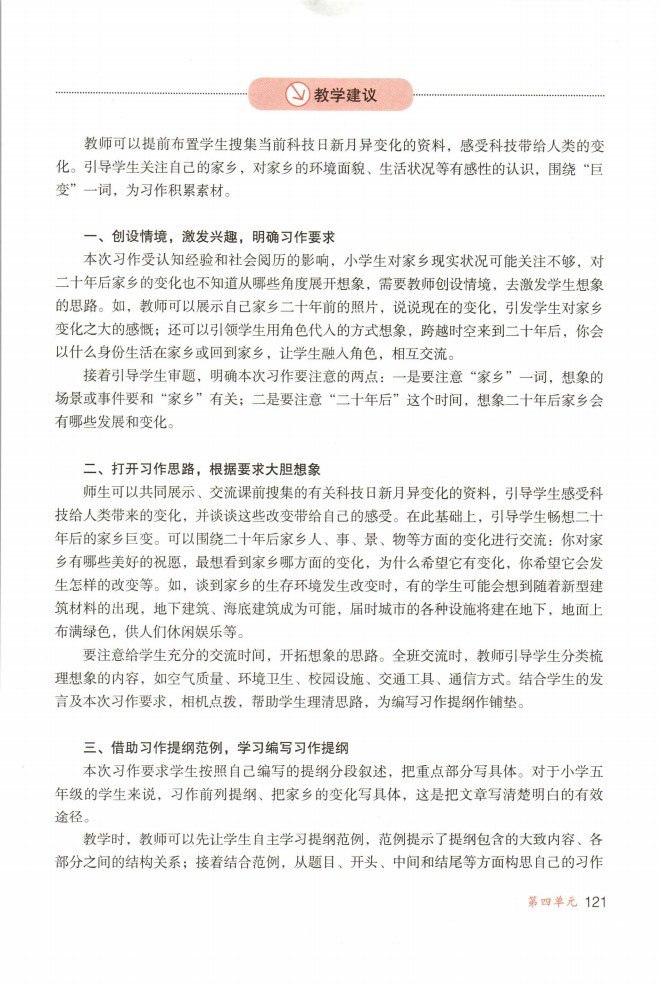 教学建议
教师可以提前布置学生搜集当前科技日新月异变化的资料，感受科技带给人类的变
化。引导学生关注自己的家乡，对家乡的环境面貌、生活状况等有感性的认识，围绕“巨
变”一词，为习作积累素材。
一、创设情境，激发兴趣，明确习作要求
本次习作受认知经验和社会阅历的影响，小学生对家乡现实状况可能关注不够，对
二十年后家乡的变化也不知道从哪些角度展开想象，需要教师创设情境，去激发学生想象
的思路。如，教师可以展示自己家乡二十年前的照片，说说现在的变化，引发学生对家乡
变化之大的感慨；还可以引领学生用角色代入的方式想象，跨越时空来到二十年后，你会
以什么身份生活在家乡或回到家乡，让学生融入角色，相互交流。
接着引导学生审题，明确本次习作要注意的两点：一是要注意“家乡”一词，想象的
场景或事件要和“家乡”有关；二是要注意“二十年后”这个时间，想象二十年后家乡会
有哪些发展和变化。
二、打开习作思路，根据要求大胆想象
师生可以共同展示、交流课前搜集的有关科技日新月异变化的资料，引导学生感受科
技给人类带来的变化，并谈谈这些改变带给自己的感受。在此基础上，引导学生畅想二十
年后的家乡巨变。可以围绕二十年后家乡人、事、景、物等方面的变化进行交流：你对家
乡有哪些美好的祝愿，最想看到家乡哪方面的变化，为什么希望它有变化，你希望它会发
生怎样的改变等。如，谈到家乡的生存环境发生改变时，有的学生可能会想到随着新型建
筑材料的出现，地下建筑、海底建筑成为可能，届时城市的各种设施将建在地下，地面上
布满绿色，供人们休闲娱乐等。
要注意给学生充分的交流时间，开拓想象的思路。全班交流时，教师引导学生分类梳
理想象的内容，如空气质量、环境卫生、校园设施、交通工具、通信方式。结合学生的发
言及本次习作要求，相机点拨，帮助学生理清思路，为编写习作提纲作铺垫。
三、借助习作提纲范例，学习编写习作提纲
本次习作要求学生按照自己编写的提纲分段叙述，把重点部分写具体。对于小学五
年级的学生来说，习作前列提纲、把家乡的变化写具体，这是把文章写清楚明白的有效
途径。
教学时，教师可以先让学生自主学习提纲范例，范例提示了提纲包含的大致内容、各
部分之间的结构关系；接着结合范例，从题目、开头、中间和结尾等方面构思自己的习作
第四单元 121